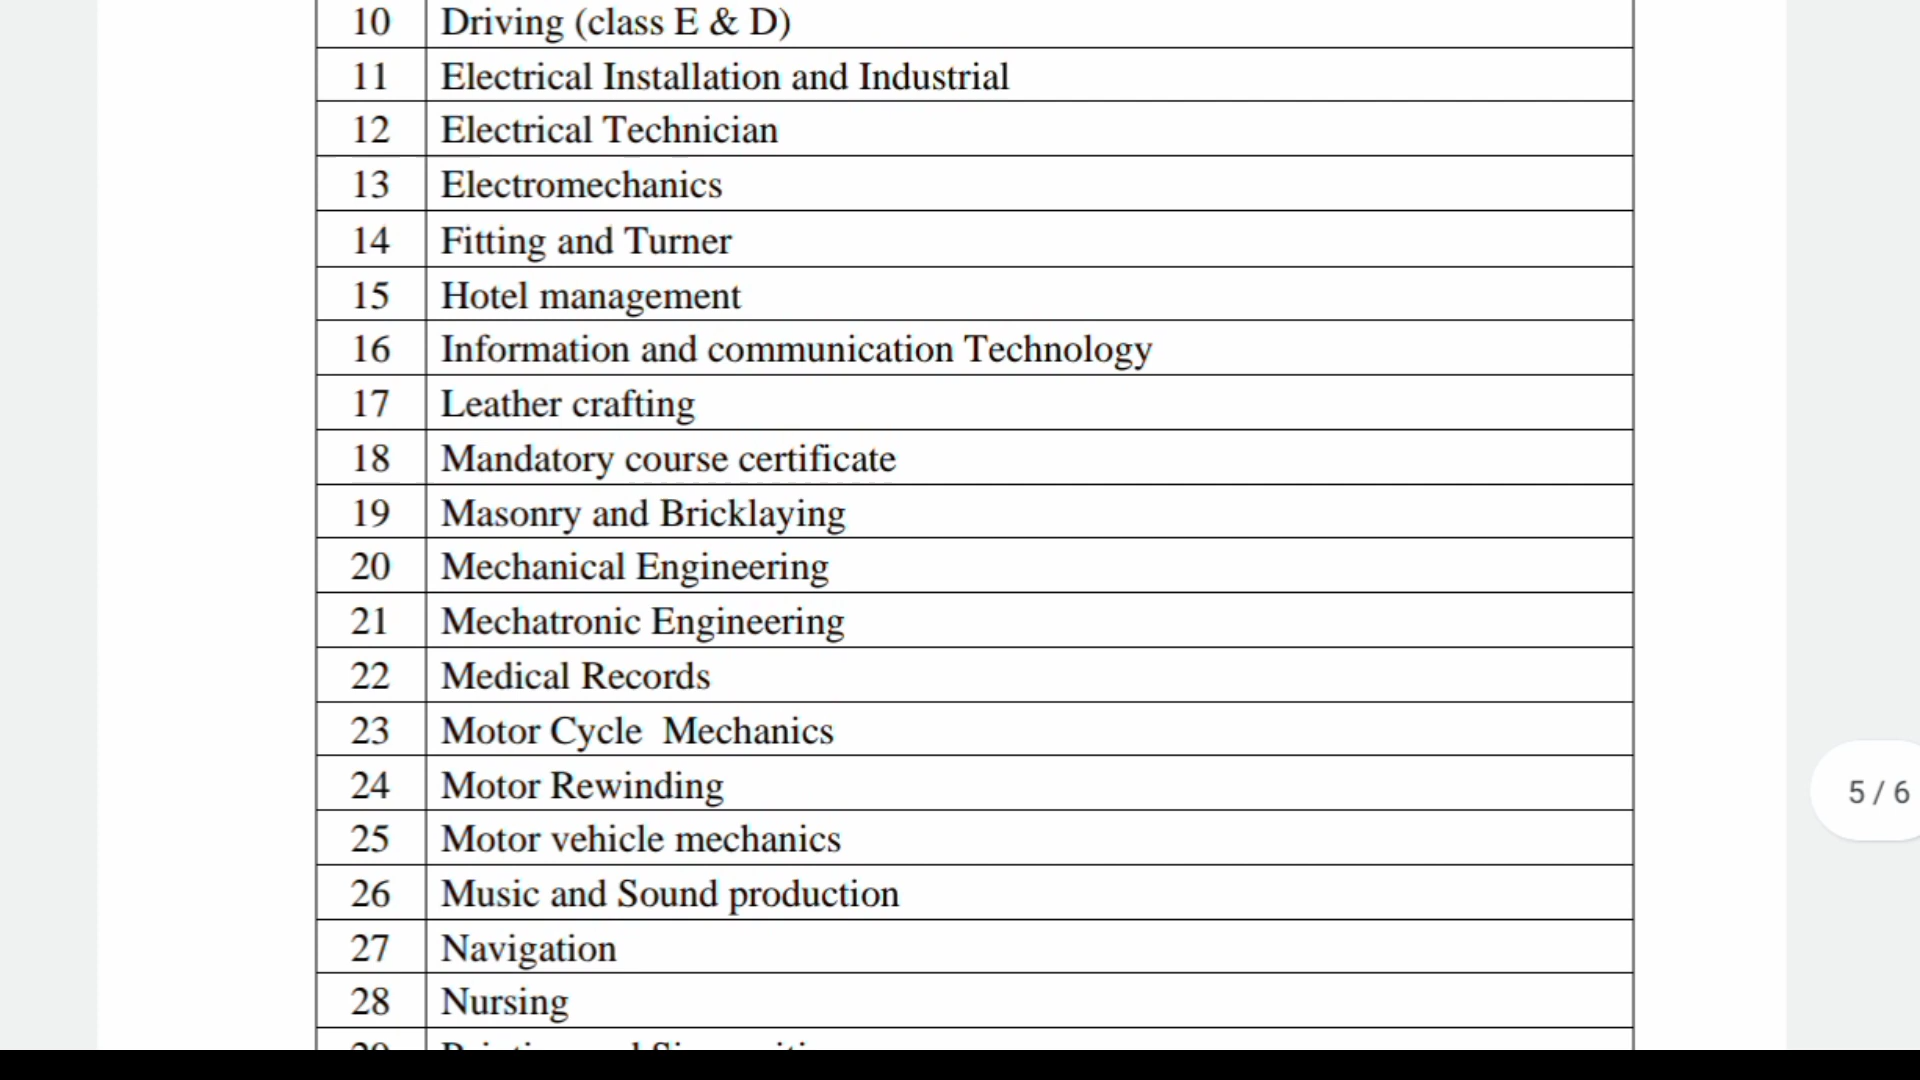 10 Driving (class E & D)
11 Electrical Installation and Industrial
12 Electrical Technician
13 Electromechanics
14 Fitting and Turner
15 Hotel management
16 Information and communication Technology
17 Leather crafting
18 Mandatory course certificate
19 Masonry and Bricklaying
20 Mechanical Engineering
21 Mechatronic Engineering
22 Medical Records
23 Motor Cycle  Mechanics
24 Motor Rewinding
25 Motor vehicle mechanics
5 / 6
26 Music and Sound production
27 Navigation
28 Nursing